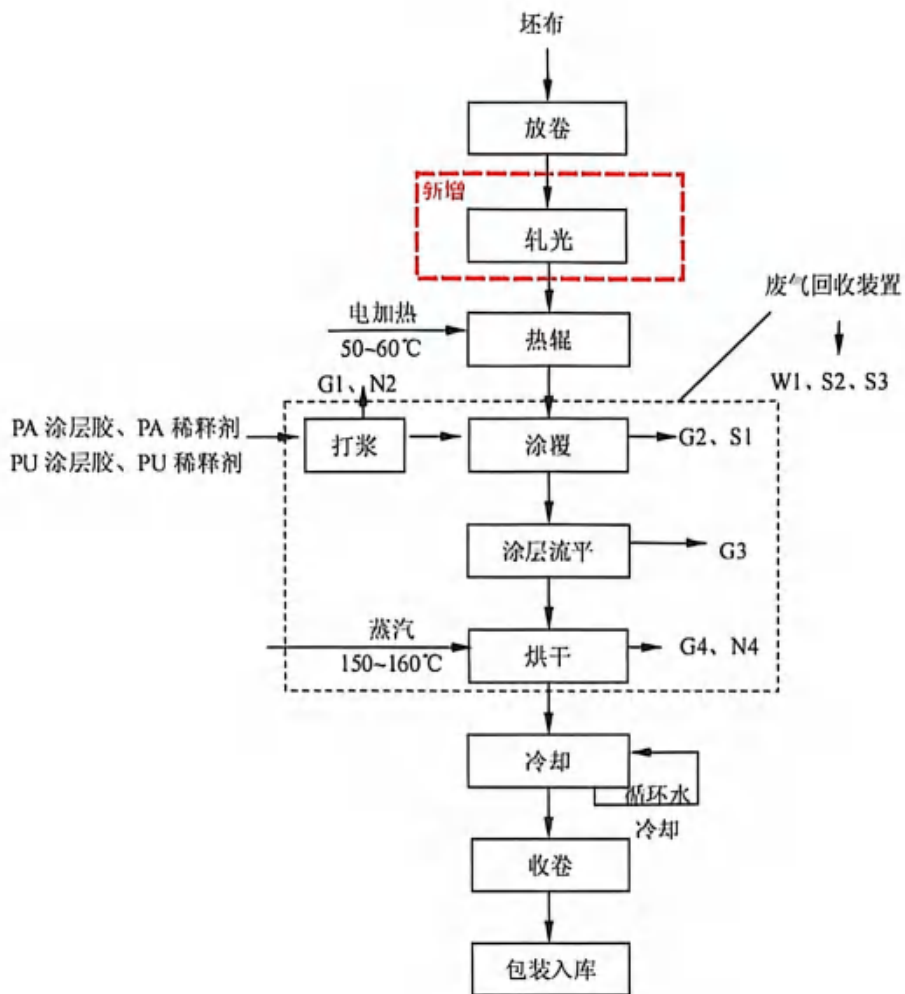 坯布
放卷
新增
轧光
废气回收装置
电加热
50~60℃
热辊
W1、S2、S3
G1、N2
PA 涂层胶、PA 稀释剂
PU 涂层胶、PU 稀释剂
打浆
涂覆
G2、S1
涂层流平
G3
蒸汽
150~160℃
烘干
G4、N4
冷却
循环水
冷却
收卷
包装入库